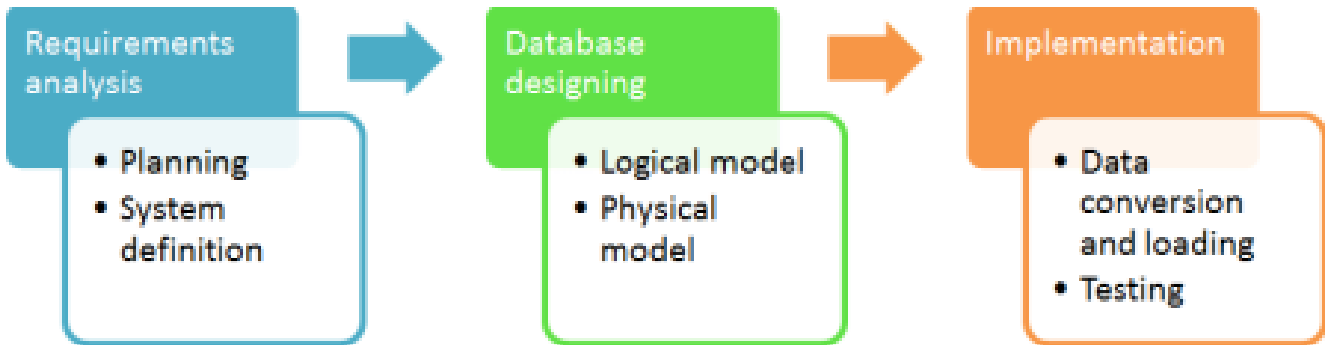 Requirements
analysis
• Planning
• System
definition
Database
designing
• Logical model
• Physical
model
Implementation
• Data
conversion
and loading
• Testing